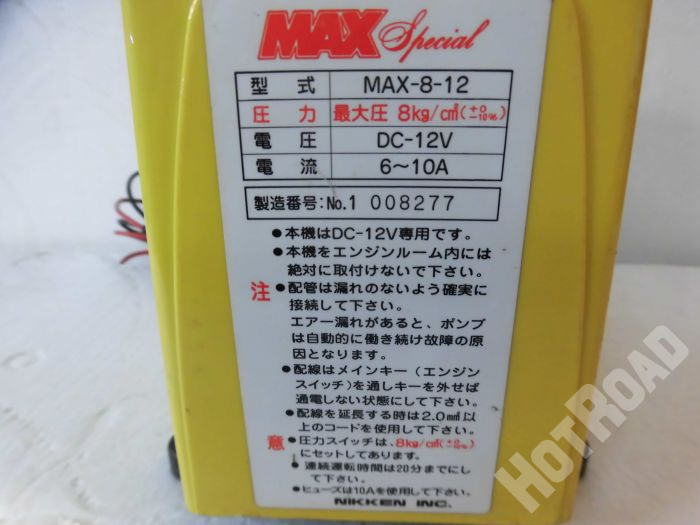 MAX Special
型式 MAX-8-12
圧力 最大圧 8kg/c㎡(+0 -10%)
電圧 DC-12V
電流 6〜10A
製造番号:No.1 008277
●本機はDC-12V専用です。
●本機をエンジンルーム内には
絶対に取付けないで下さい。
注
●配管は漏れのないよう確実に
接続して下さい。
エアー漏れがあると、ポンプ
は自動的に働き続け故障の原
因となります。
●配線はメインキー(エンジン
スイッチ)を通しキーを外せば
通電しない状態にして下さい。
●配線を延長する時は2.0m㎡以
上のコードを使用して下さい。
意
●圧力スイッチは、8kg/c㎡(+0 -10%)
にセットしてあります。
●連続運転時間は20分までにし
て下さい。
●ヒューズは10Aを使用して下さい。
NIKKEN INC.
HOTROAD